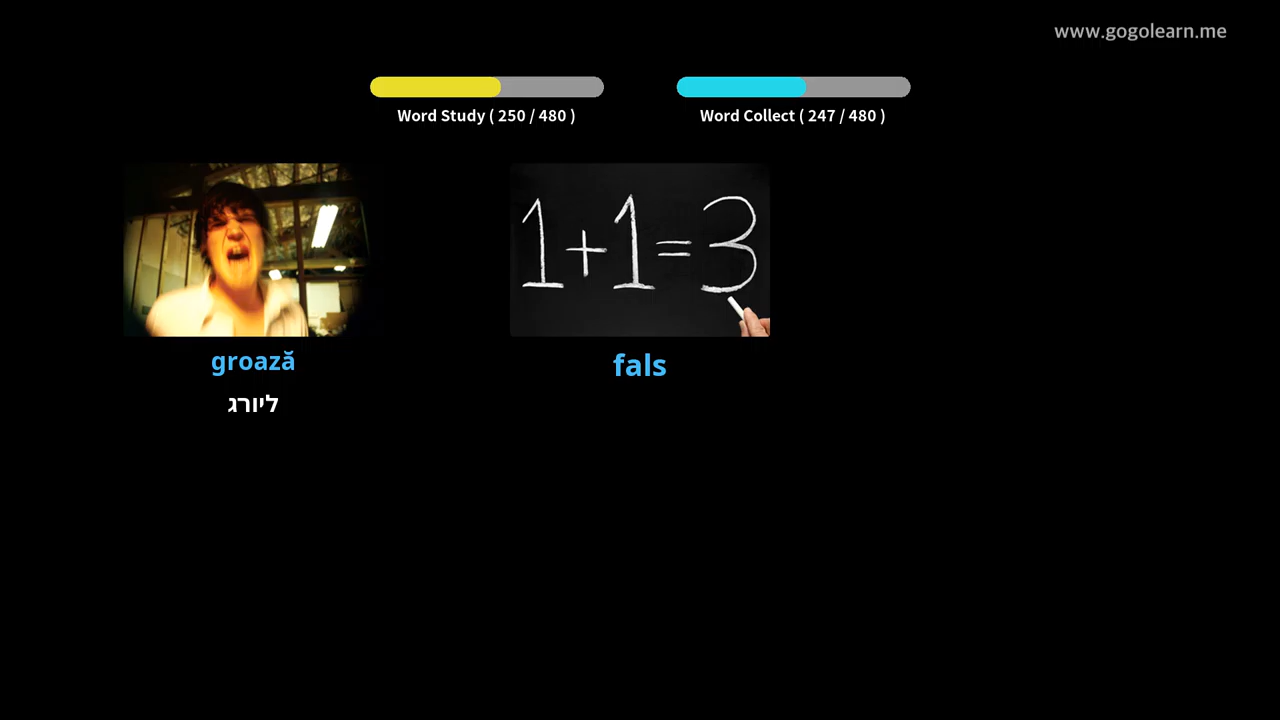 www.gogolearn.me
Word Study ( 250 / 480 )
Word Collect ( 247 / 480 )
1+1=3
groază
fals
ליורג